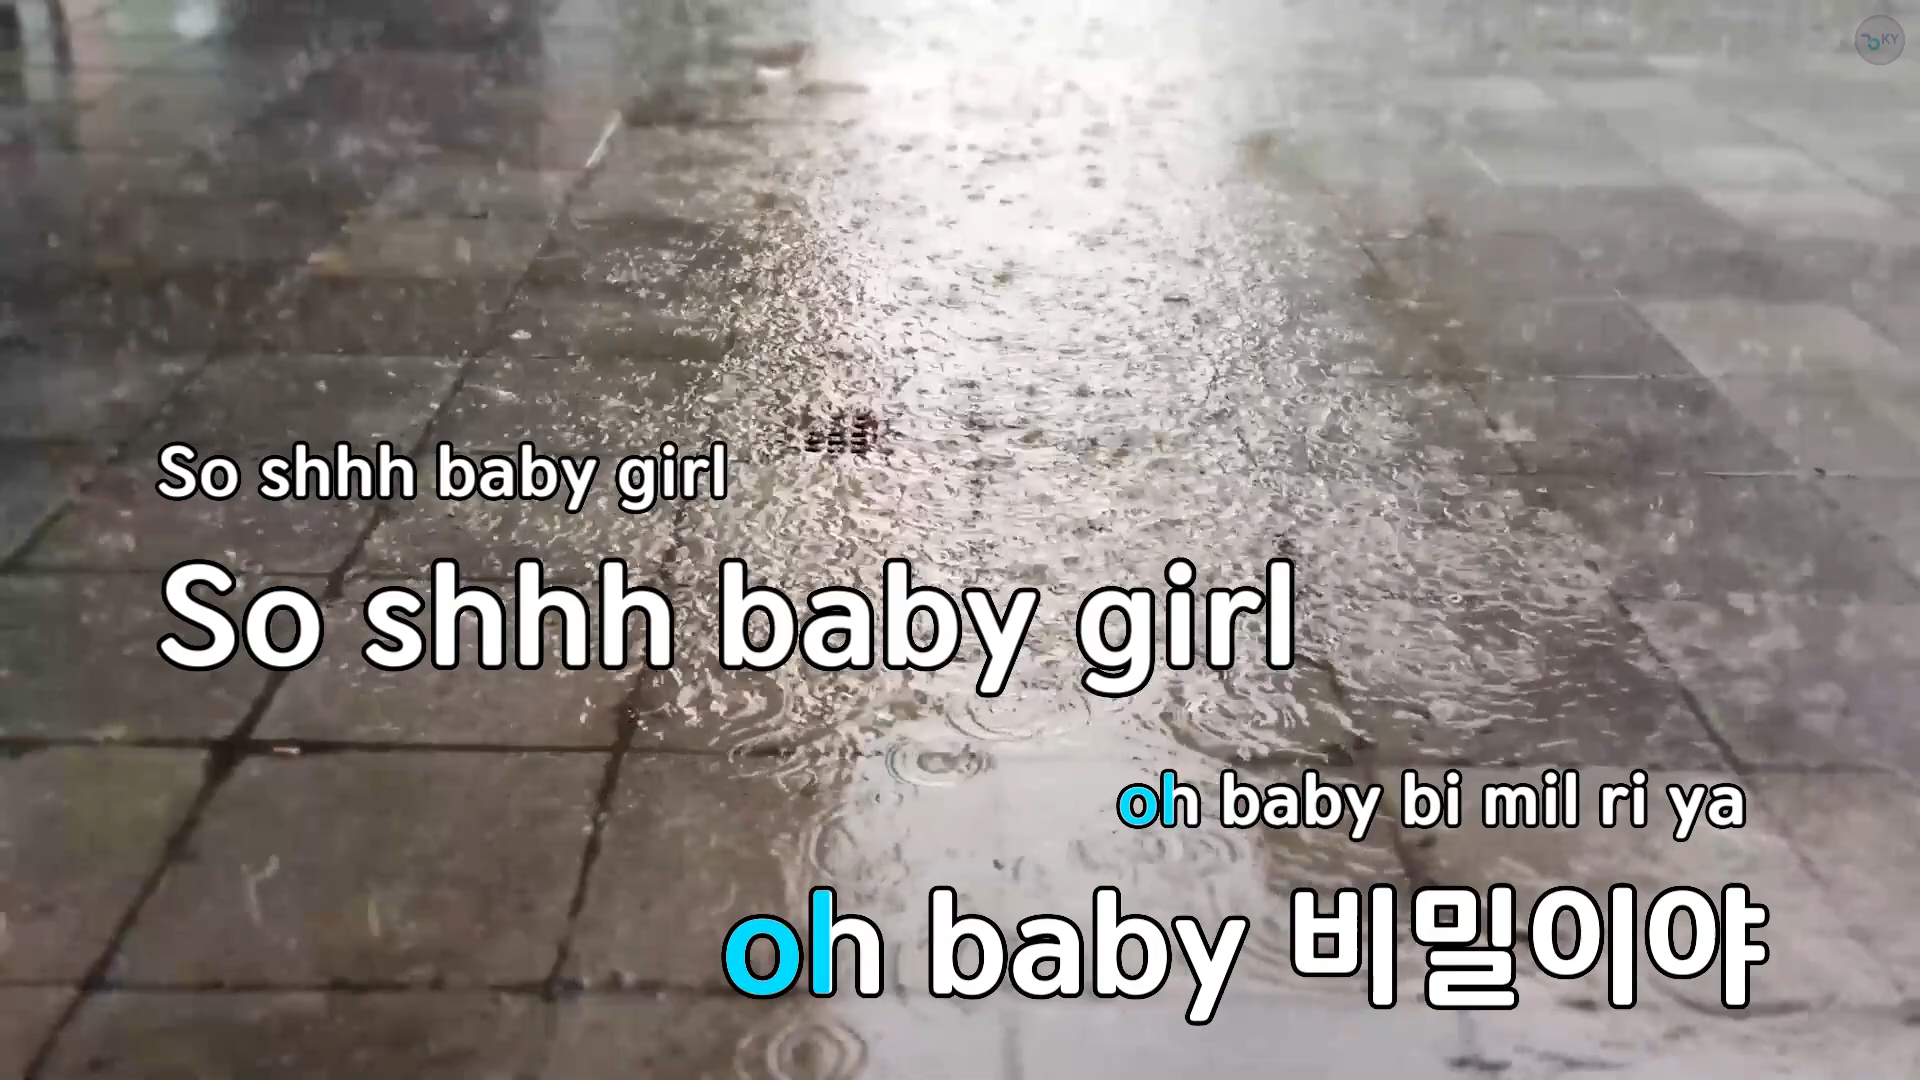 KY
So shhh baby girl
So shhh baby girl
oh baby bi mil ri ya
oh baby 비밀이야